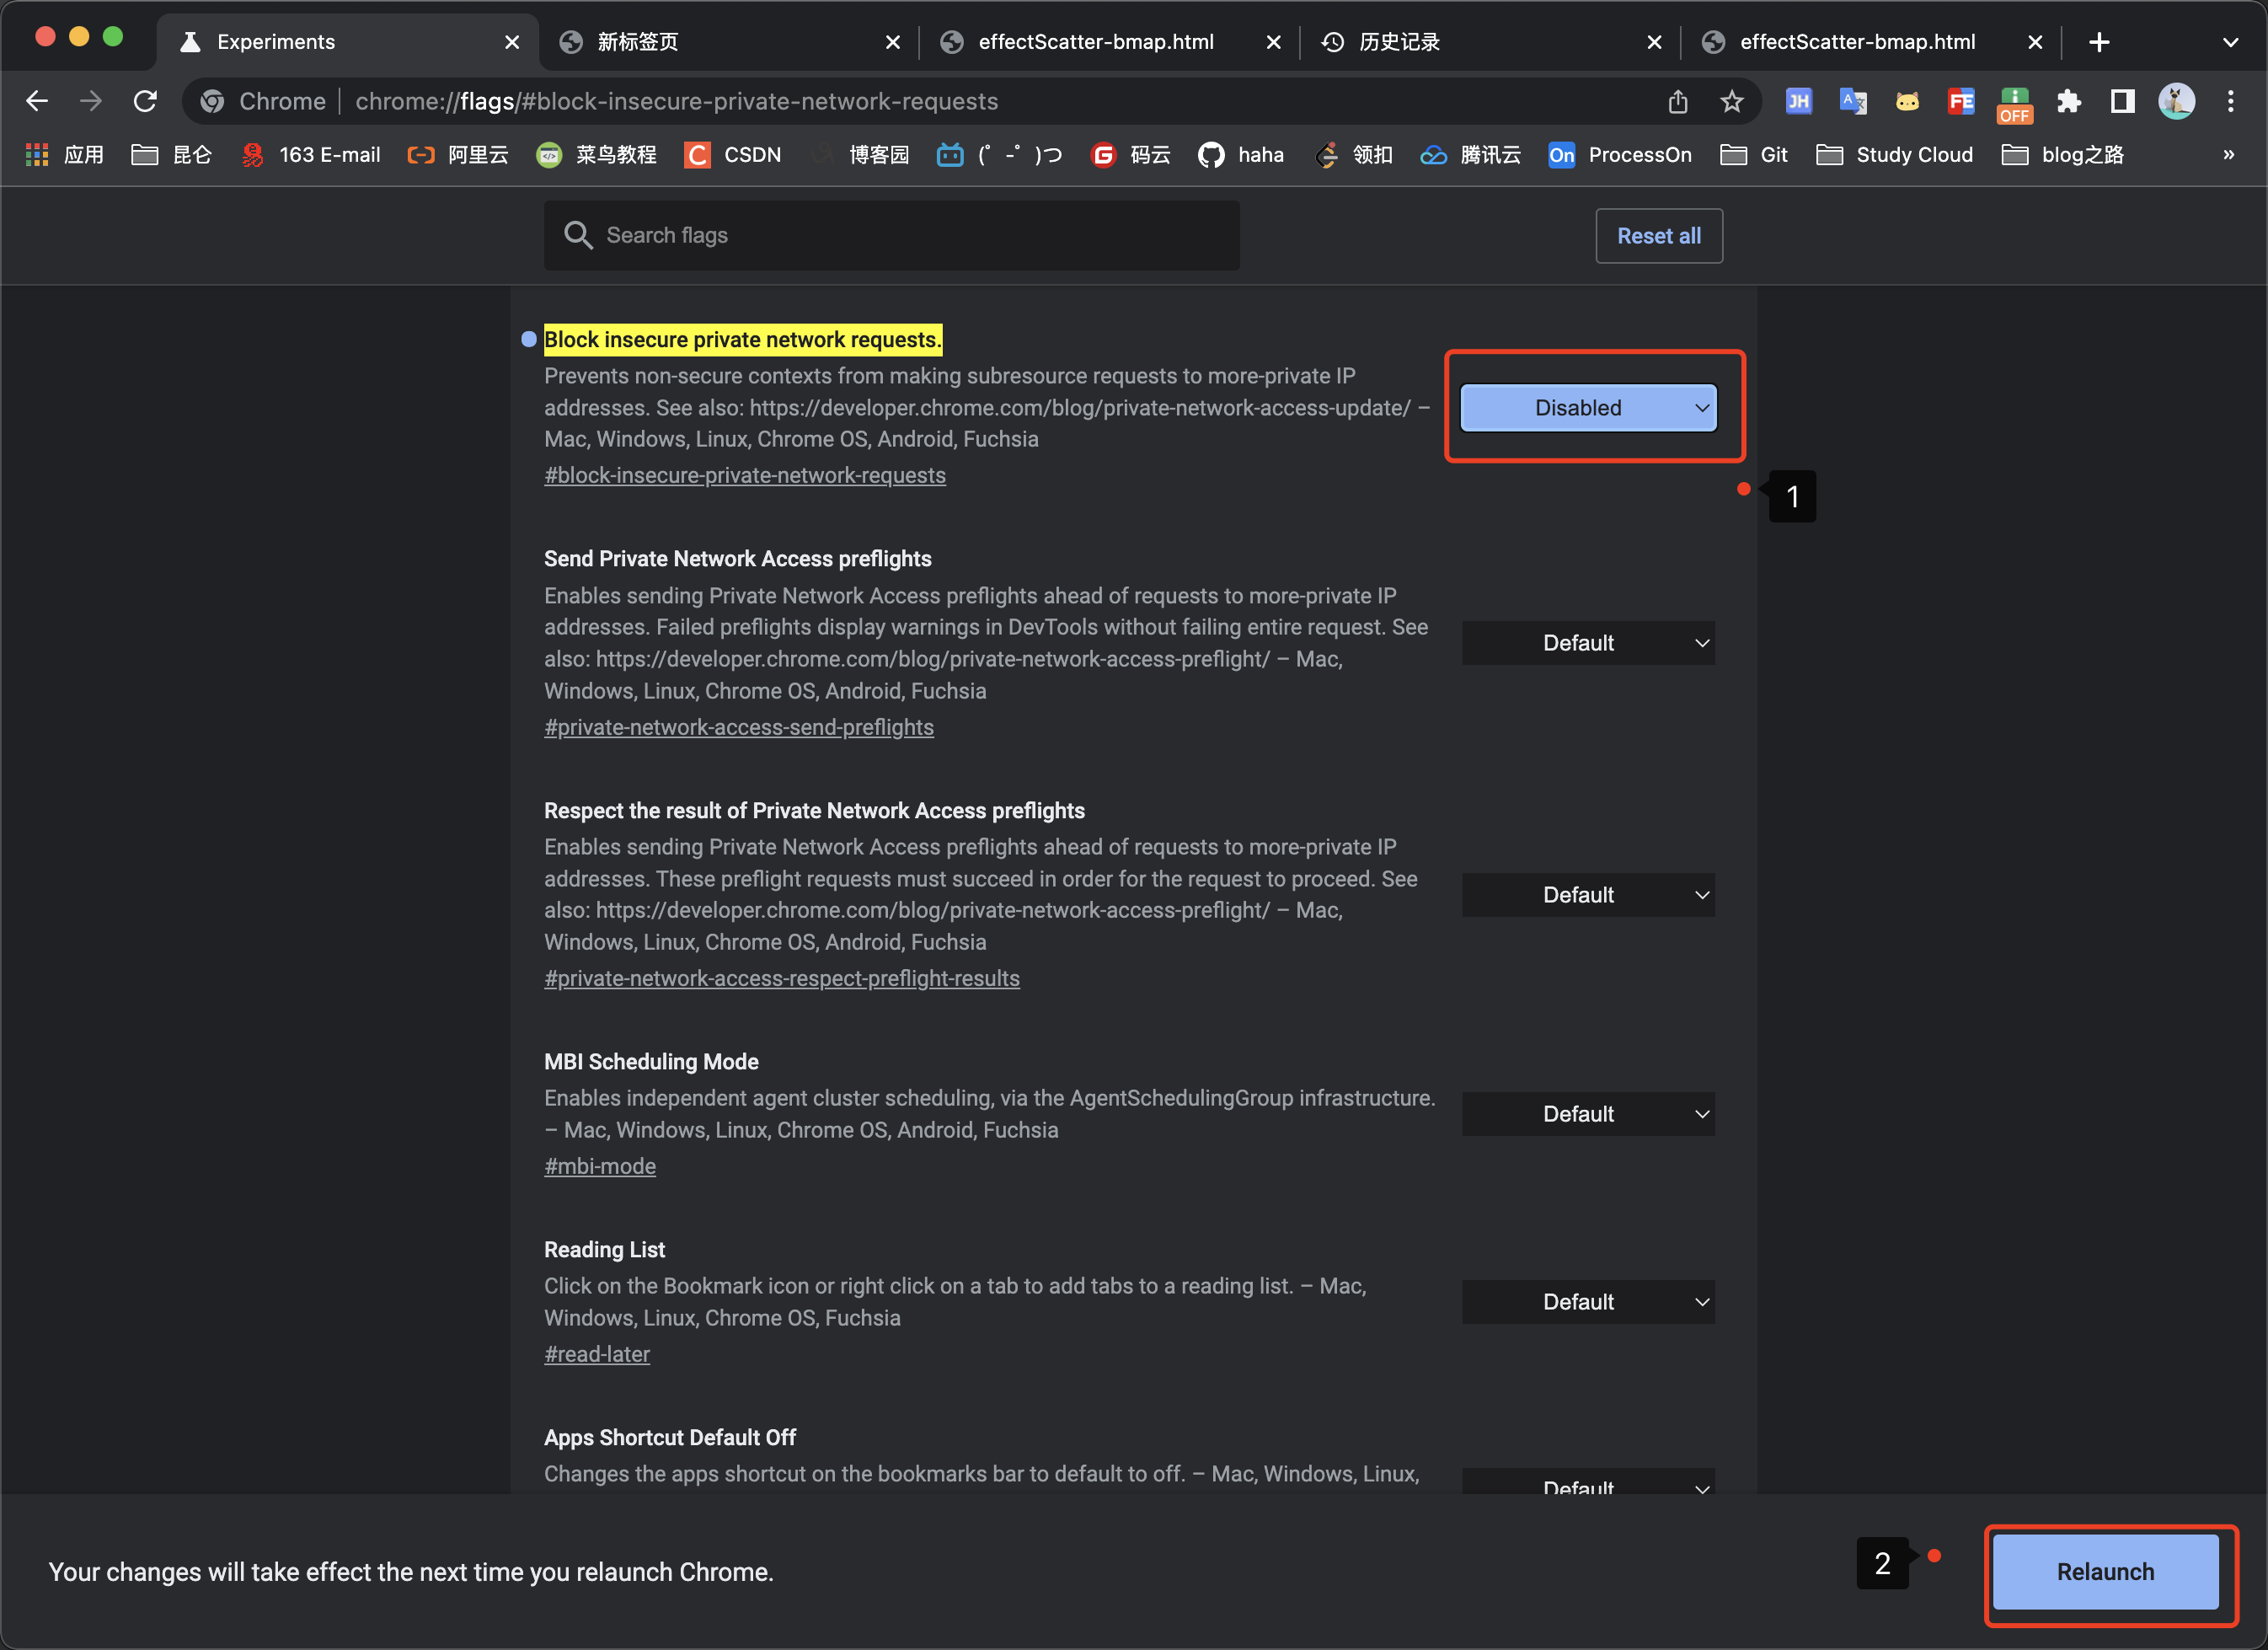 Experiments
新标签页
effectScatter-bmap.html
历史记录
effectScatter-bmap.html
Chrome
chrome://flags/#block-insecure-private-network-requests
JH
FE
OFF
应用
昆仑
163 E-mail
阿里云
菜鸟教程
C CSDN
博客园
(゜-゜)つ
G 码云
haha
领扣
腾讯云
On ProcessOn
Git
Study Cloud
blog之路
»
Search flags
Reset all
Block insecure private network requests.
Prevents non-secure contexts from making subresource requests to more-private IP
addresses. See also: https://developer.chrome.com/blog/private-network-access-update/ –
Mac, Windows, Linux, Chrome OS, Android, Fuchsia
#block-insecure-private-network-requests
Disabled
1
Send Private Network Access preflights
Enables sending Private Network Access preflights ahead of requests to more-private IP
addresses. Failed preflights display warnings in DevTools without failing entire request. See
also: https://developer.chrome.com/blog/private-network-access-preflight/ – Mac,
Windows, Linux, Chrome OS, Android, Fuchsia
#private-network-access-send-preflights
Default
Respect the result of Private Network Access preflights
Enables sending Private Network Access preflights ahead of requests to more-private IP
addresses. These preflight requests must succeed in order for the request to proceed. See
also: https://developer.chrome.com/blog/private-network-access-preflight/ – Mac,
Windows, Linux, Chrome OS, Android, Fuchsia
#private-network-access-respect-preflight-results
Default
MBI Scheduling Mode
Enables independent agent cluster scheduling, via the AgentSchedulingGroup infrastructure.
– Mac, Windows, Linux, Chrome OS, Android, Fuchsia
#mbi-mode
Default
Reading List
Click on the Bookmark icon or right click on a tab to add tabs to a reading list. – Mac,
Windows, Linux, Chrome OS, Fuchsia
#read-later
Default
Apps Shortcut Default Off
Changes the apps shortcut on the bookmarks bar to default to off. – Mac, Windows, Linux,
Default
Your changes will take effect the next time you relaunch Chrome.
2
Relaunch